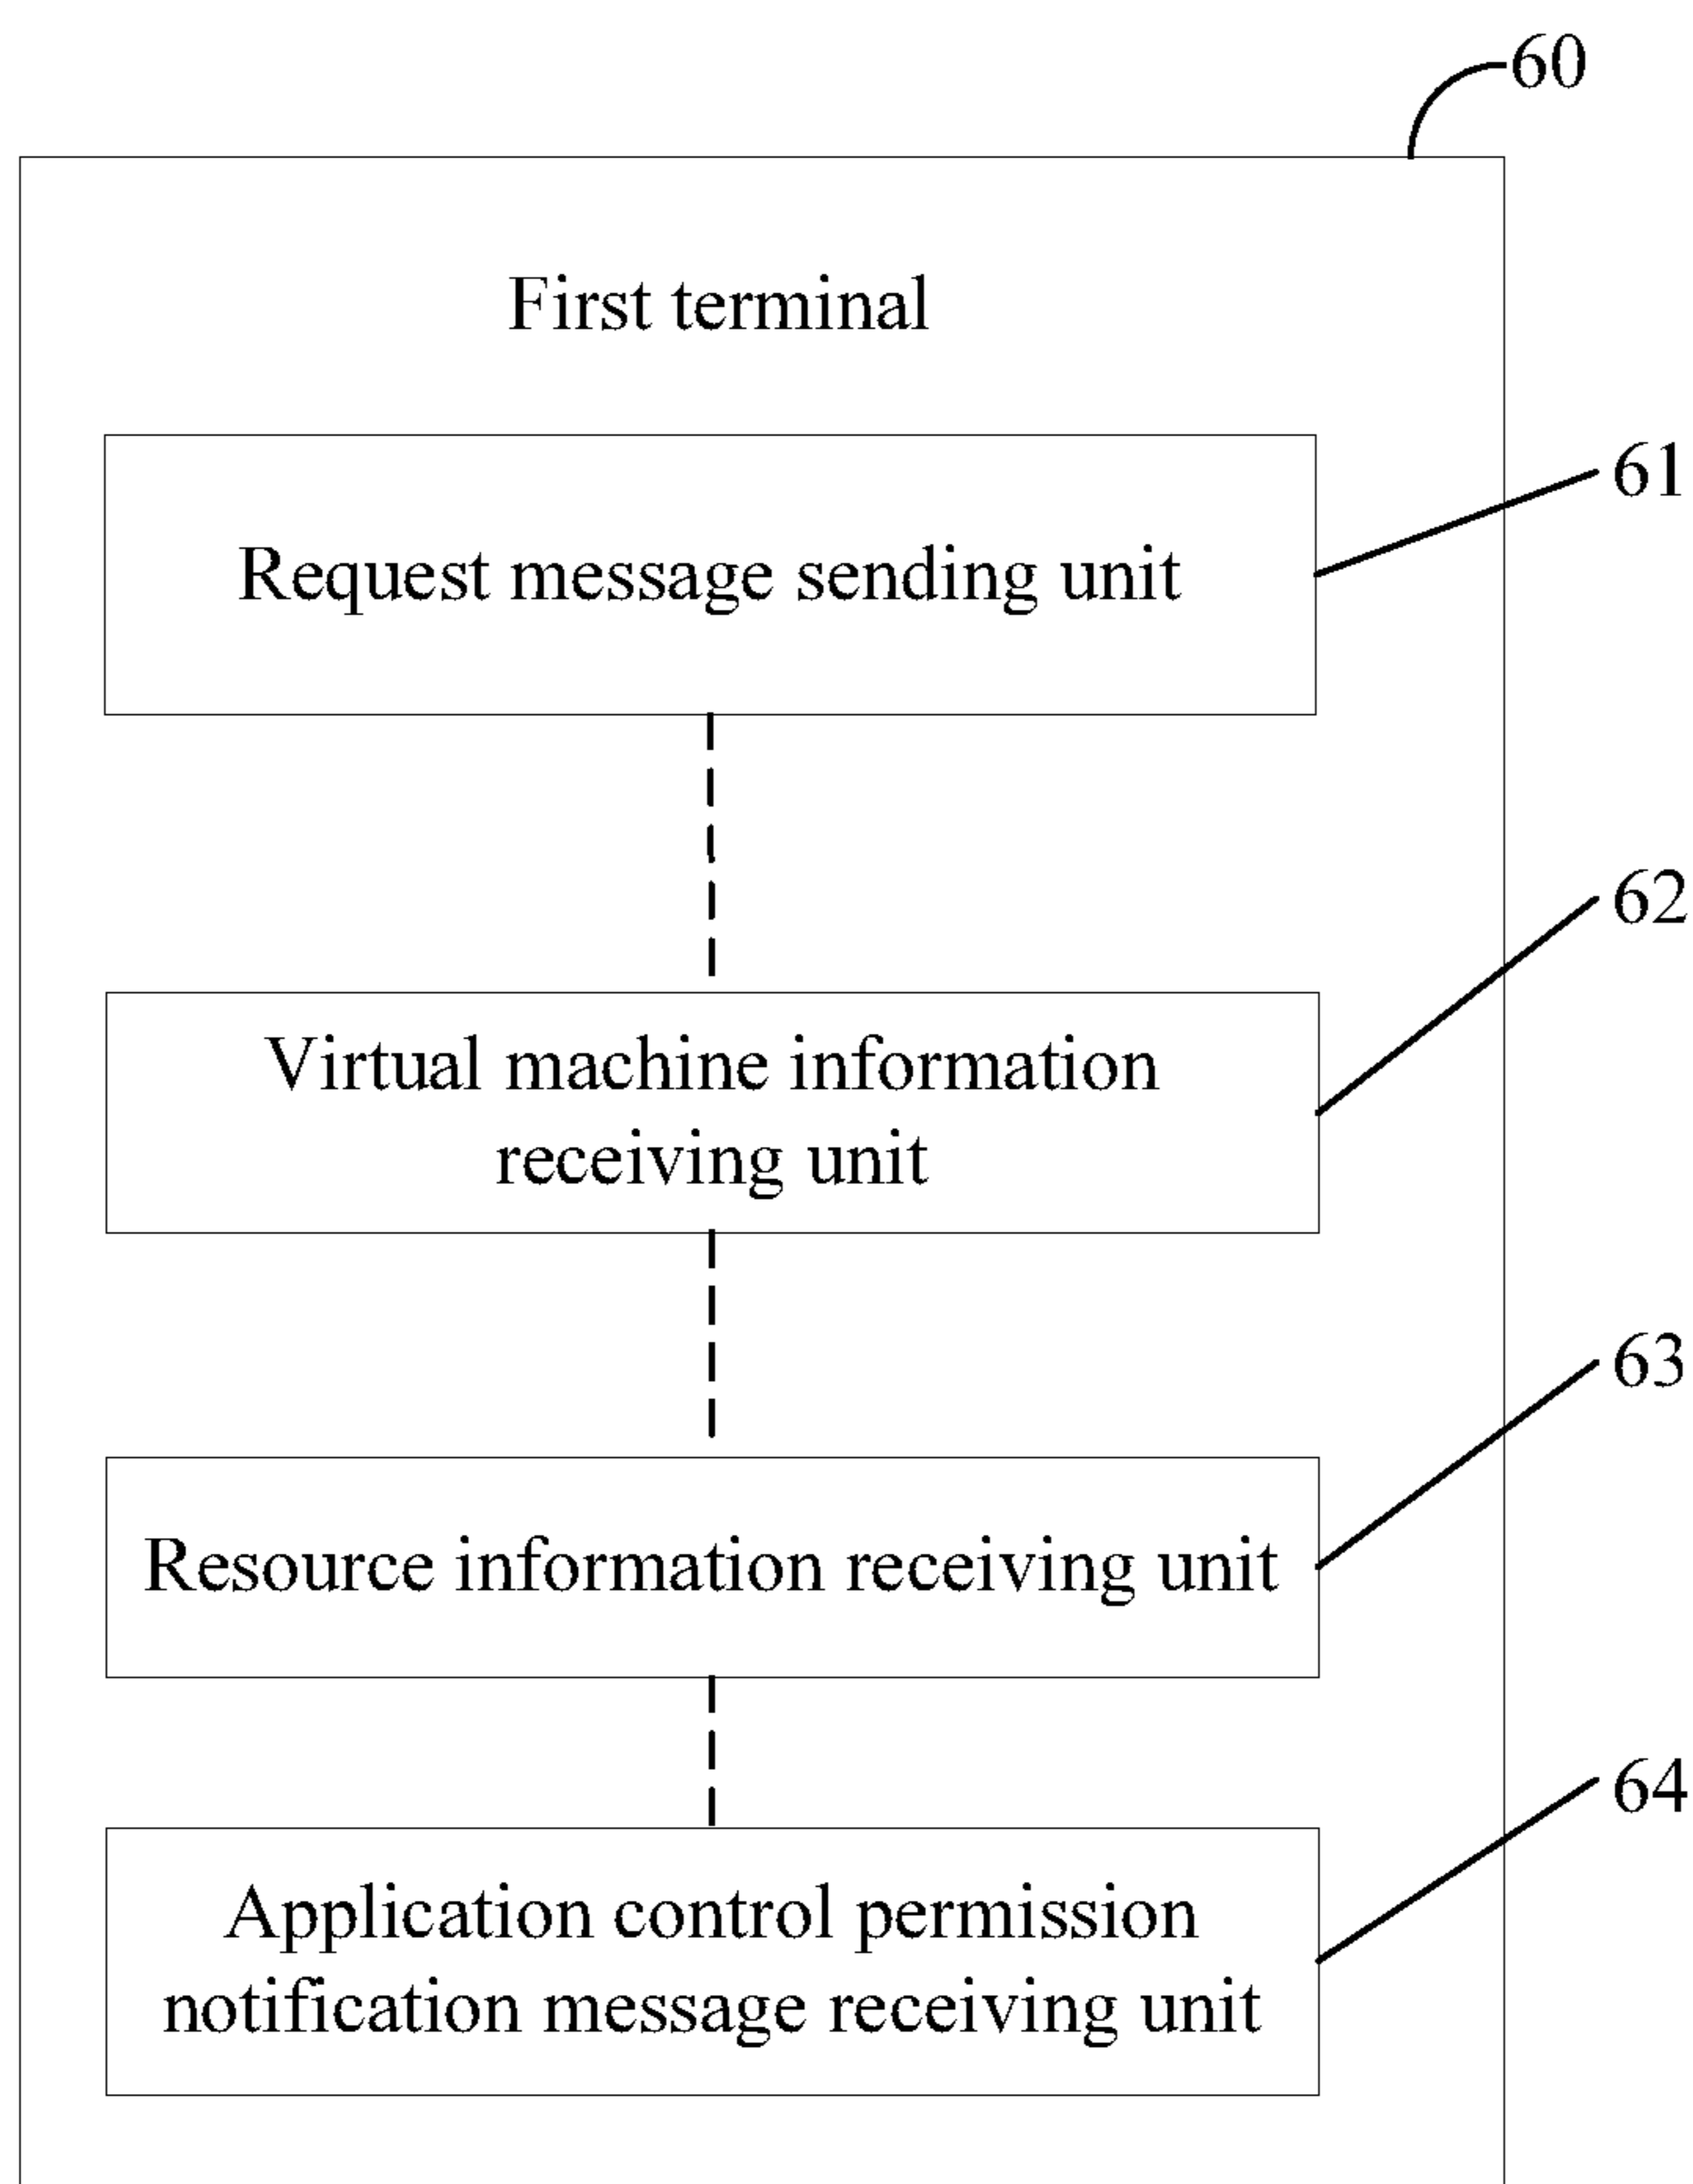 60
First terminal
61
Request message sending unit
62
Virtual machine information
receiving unit
63
Resource information receiving unit
64
Application control permission
notification message receiving unit